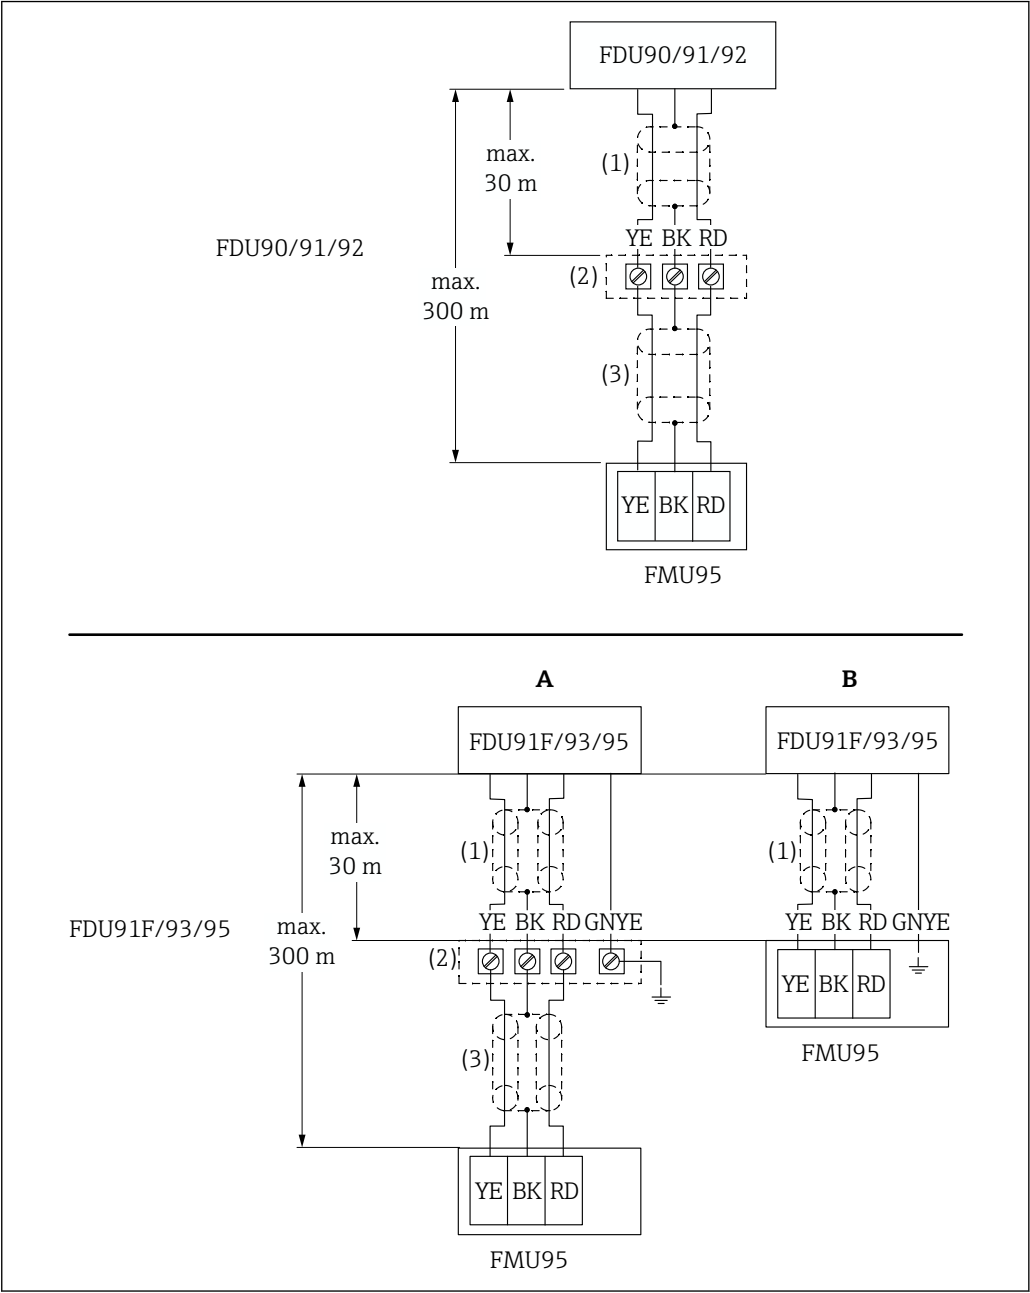 FDU90/91/92
max.
30 m
(1)
FDU90/91/92
YE BK RD
max.
300 m
(2)
(3)
YE BK RD
FMU95
A B
FDU91F/93/95 FDU91F/93/95
max.
30 m
(1) (1)
FDU91F/93/95
max.
300 m
YE BK RD GNYE YE BK RD GNYE
(2)
YE BK RD
FMU95
(3)
YE BK RD
FMU95